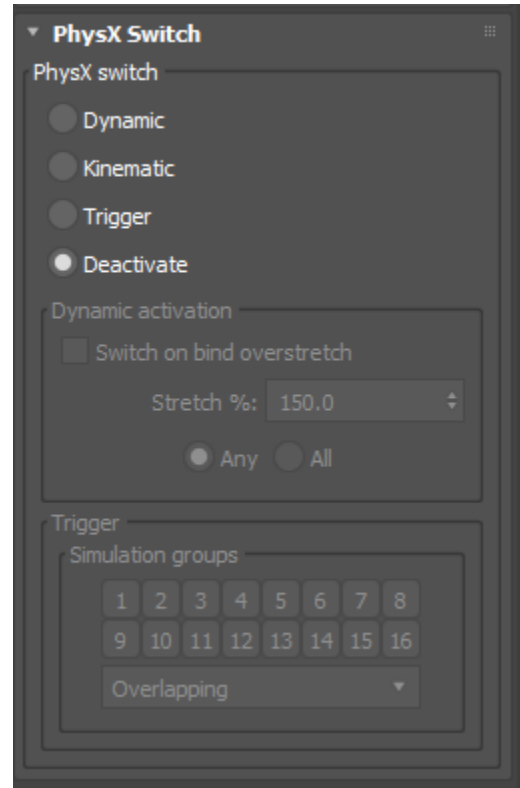 PhysX Switch
PhysX switch
Dynamic
Kinematic
Trigger
Deactivate
Dynamic activation
Switch on bind overstretch
Stretch %: 150.0
Any All
Trigger
Simulation groups
1 2 3 4 5 6 7 8
9 10 11 12 13 14 15 16
Overlapping